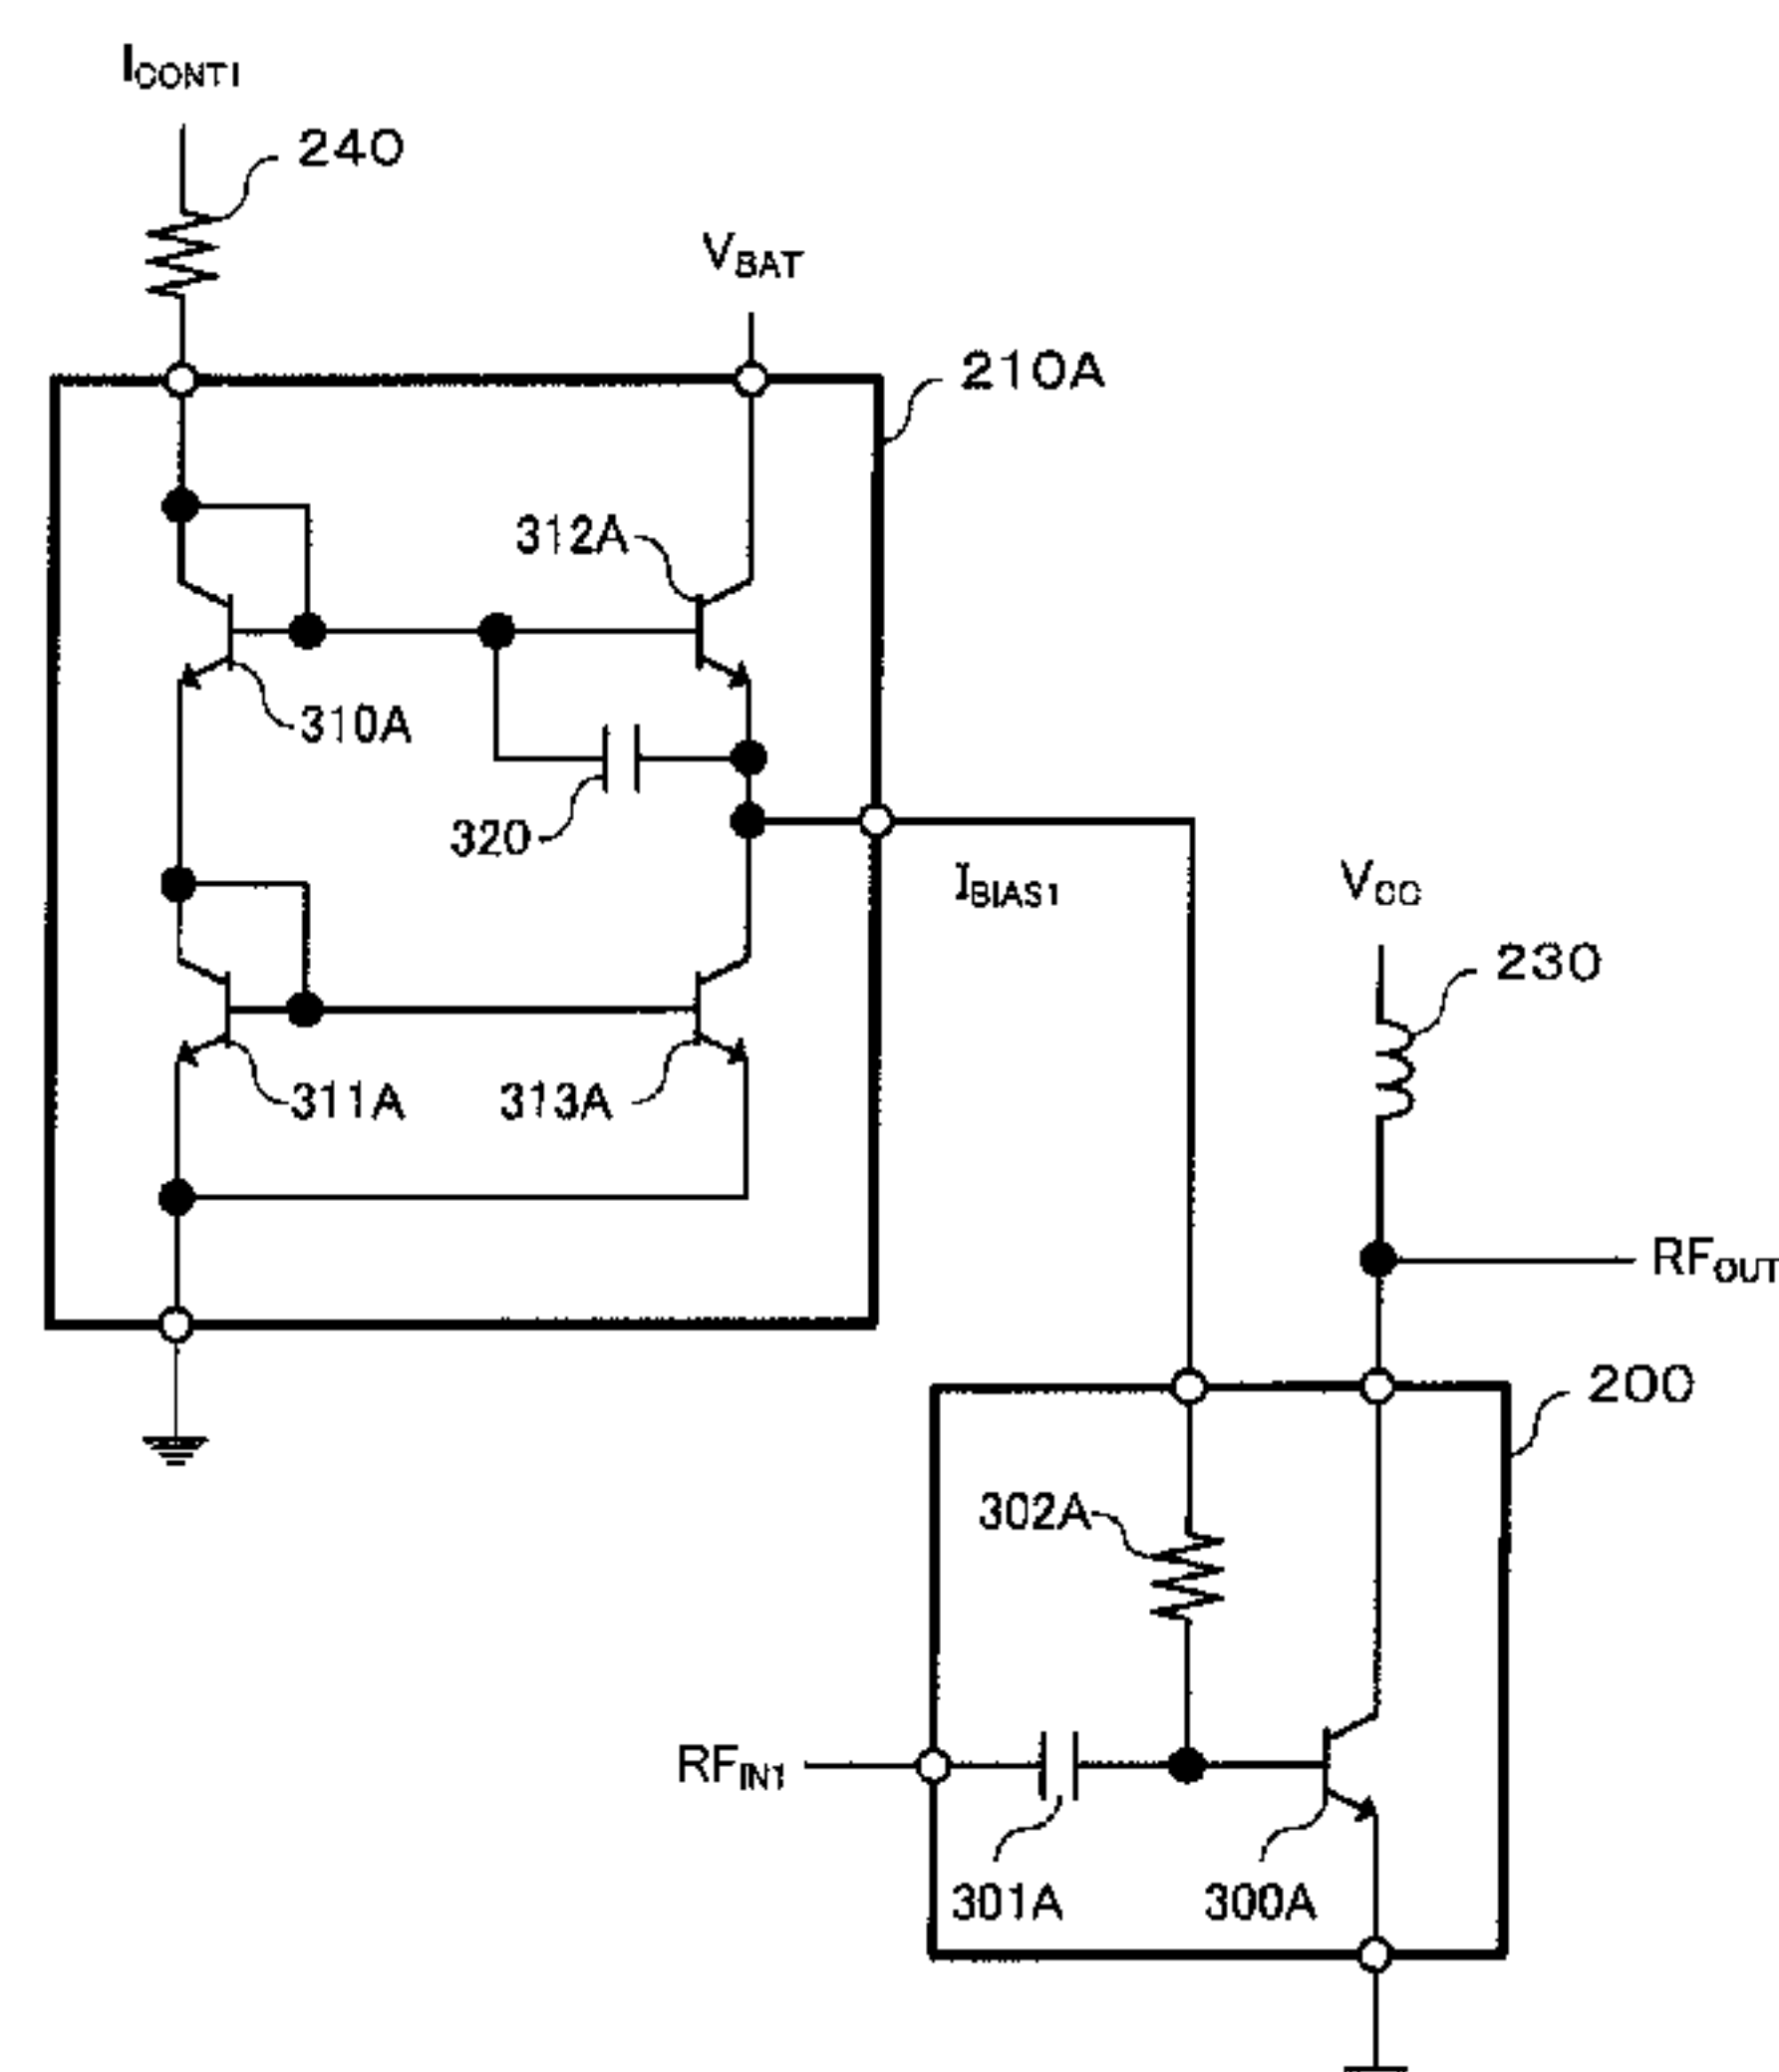 ICONT1
240
VBAT
210A
312A
310A
320
IBIAS1
VCC
230
311A
313A
RFOUT
200
302A
RFIN1
301A
300A